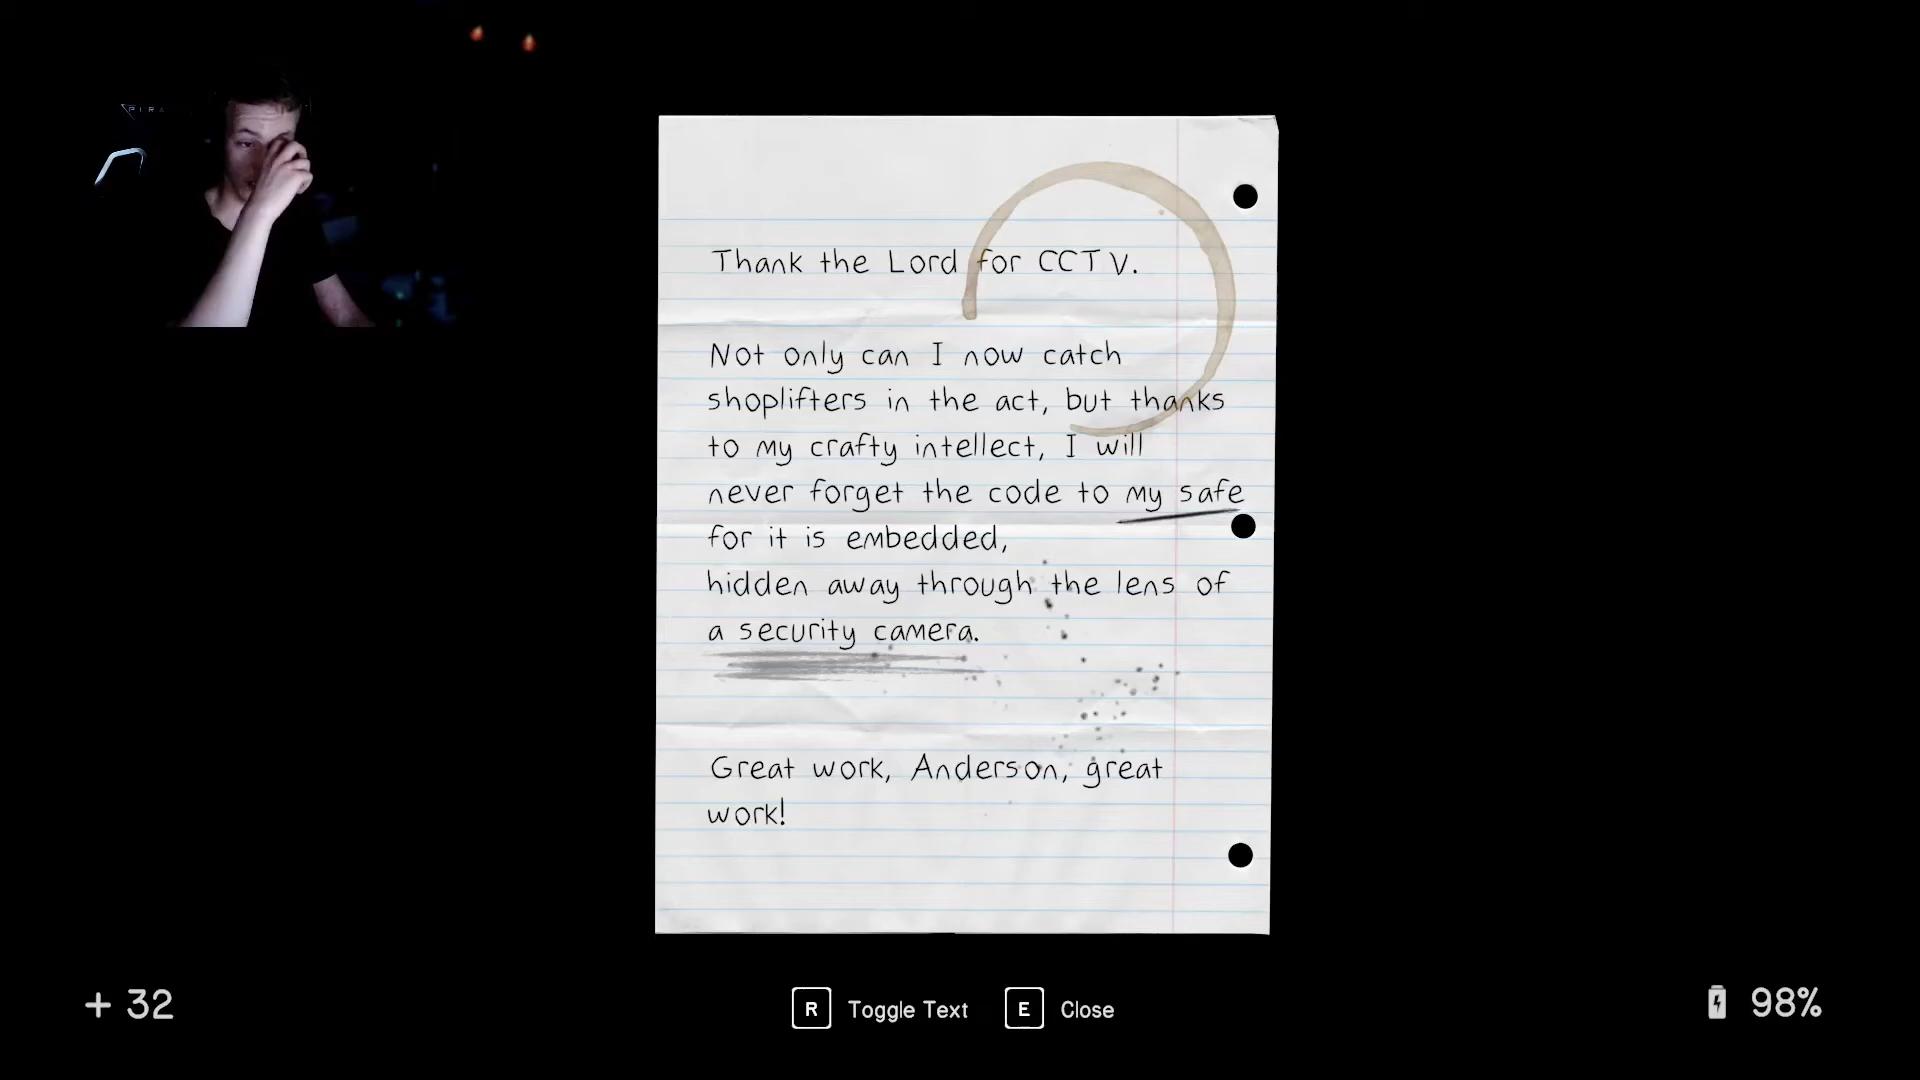 Thank the Lord for CCTV.
Not only can I now catch
shoplifters in the act, but thanks
to my crafty intellect, I will
never forget the code to my safe
for it is embedded,
hidden away through the lens of
a security camera.
Great work, Anderson, great
work!
+ 32
R Toggle Text E Close
98%